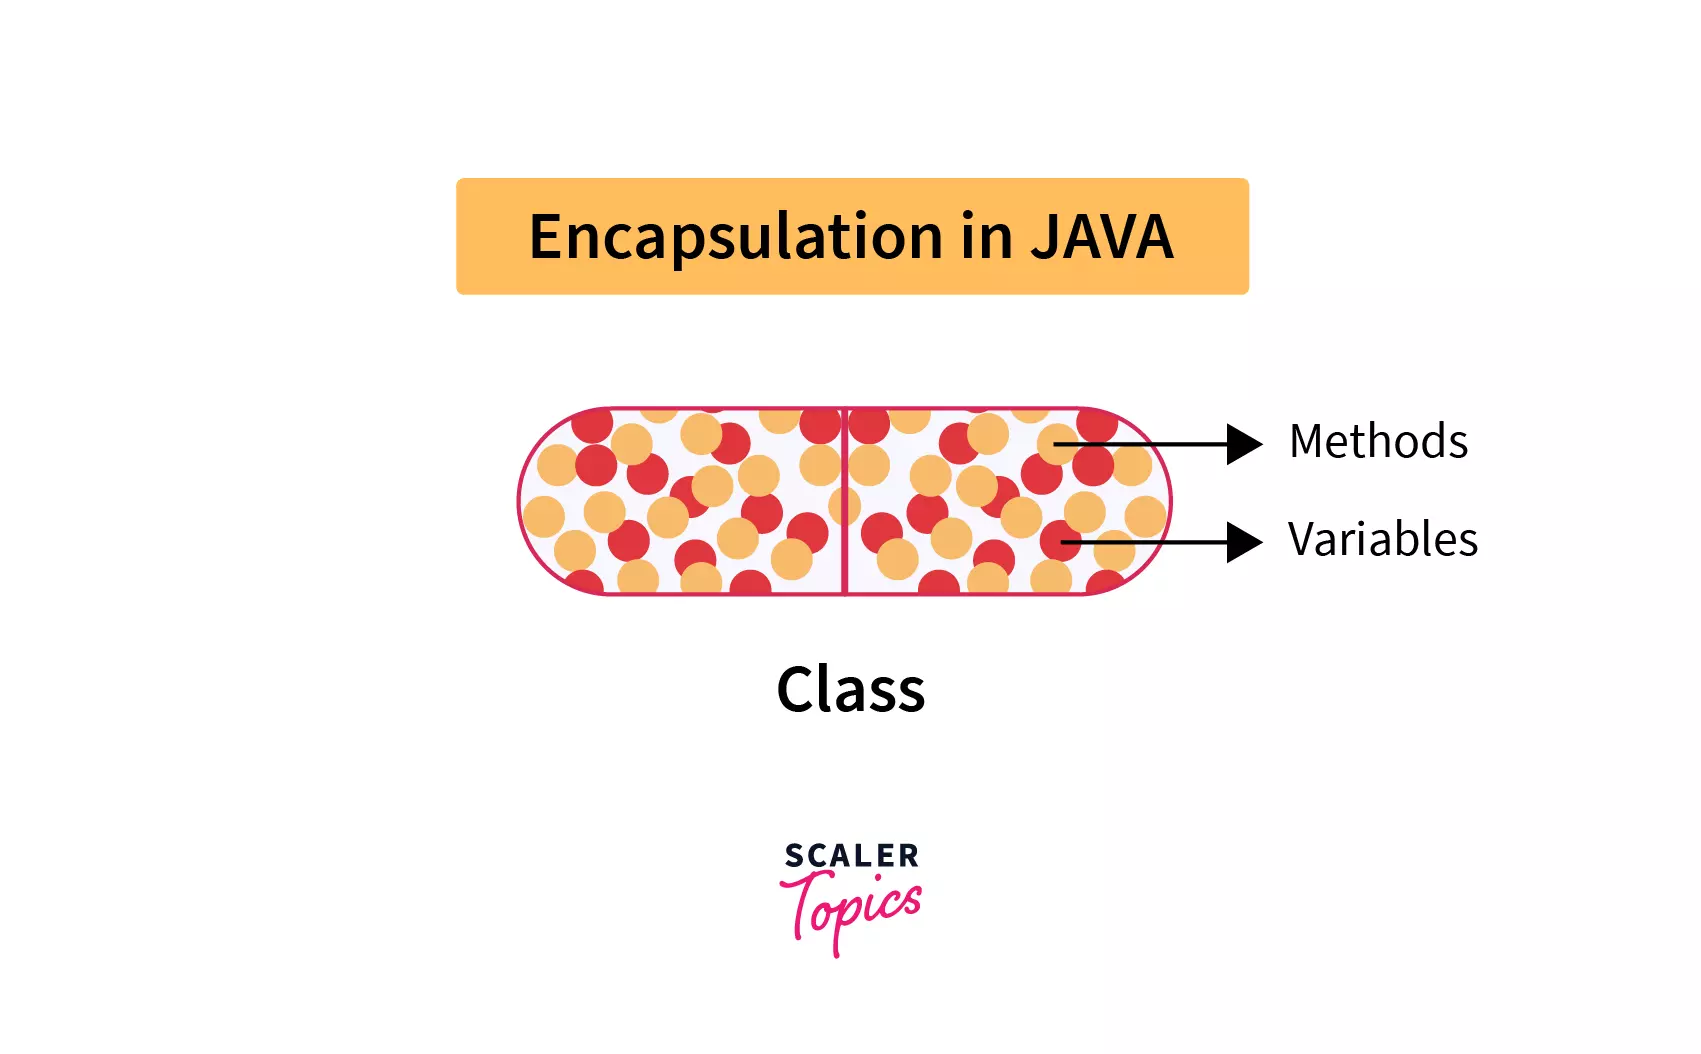 Encapsulation in JAVA
Methods
Variables
Class
SCALER
Topics